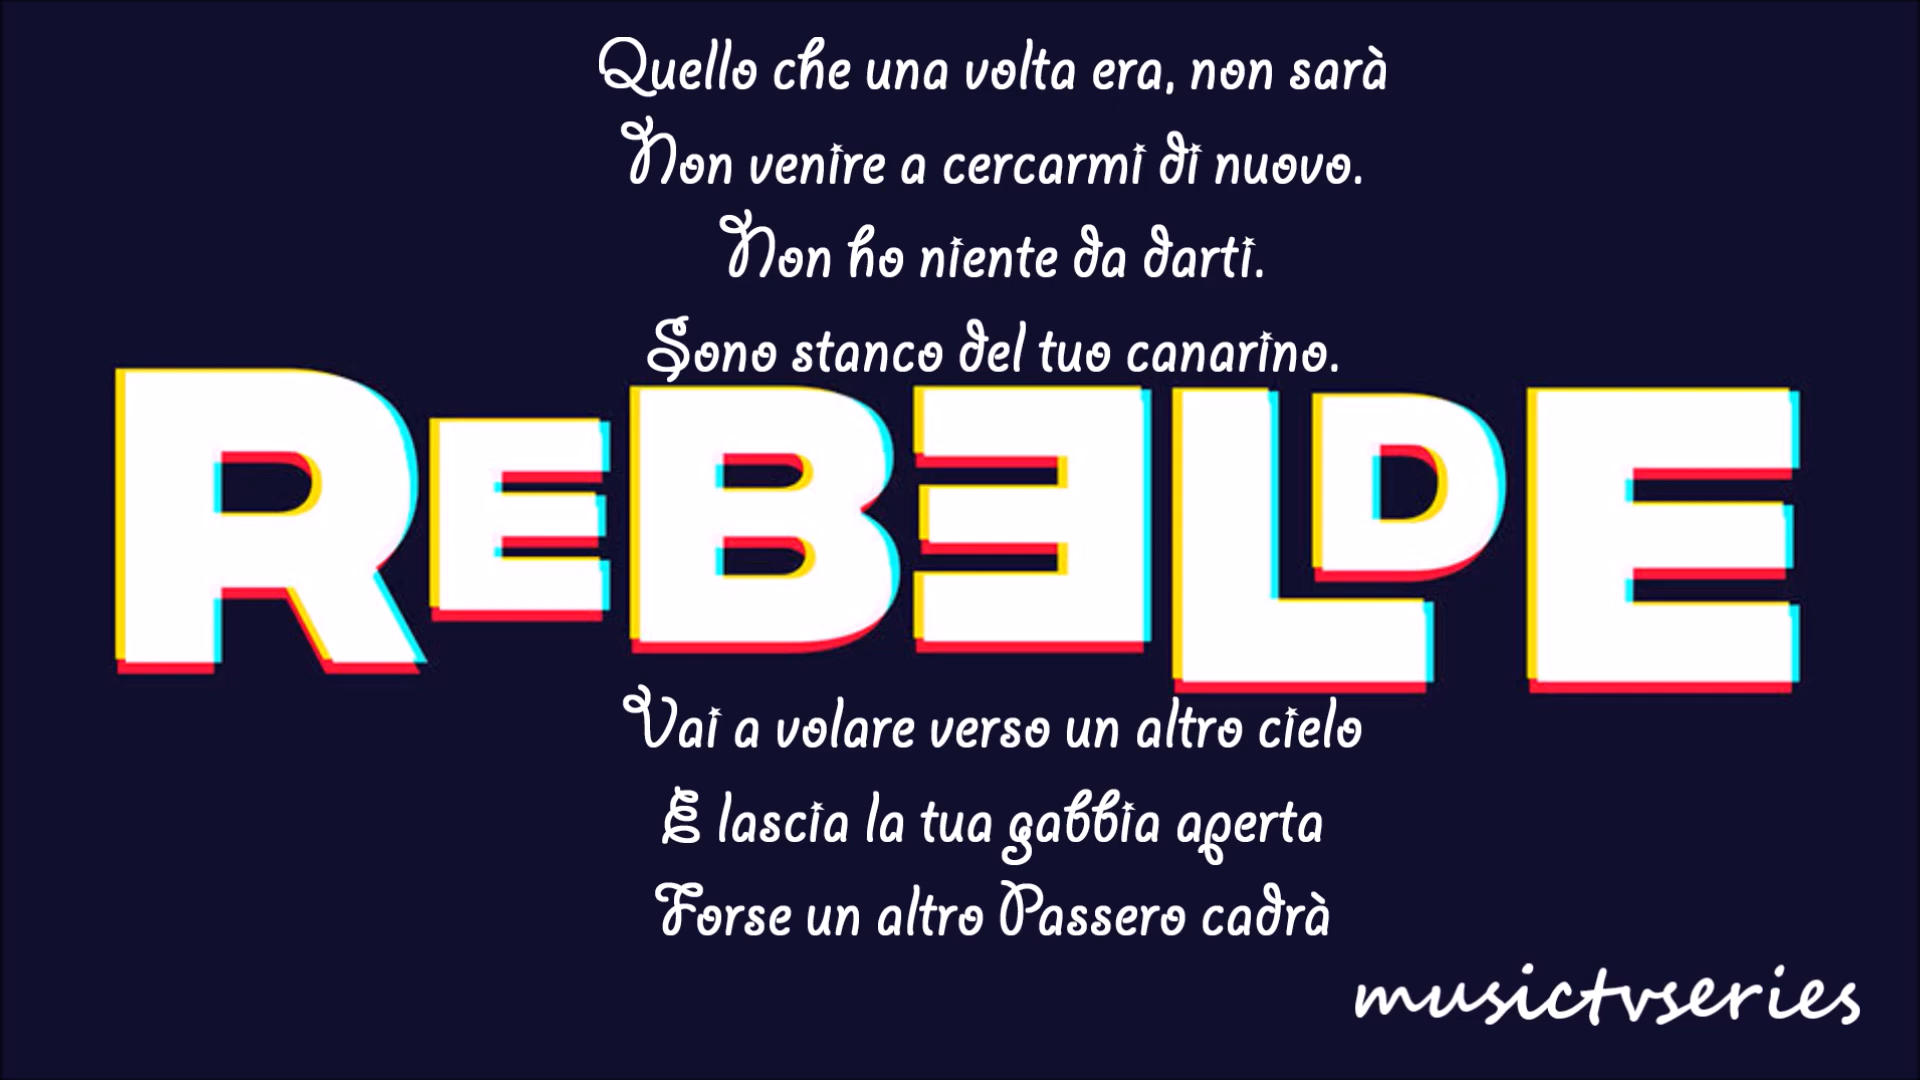 Quello che una volta era, non sarà
Non venire a cercarmi di nuovo.
Non ho niente da darti.
Sono stanco del tuo canarino.
REBELDE
Vai a volare verso un altro cielo
E lascia la tua gabbia aperta
Forse un altro Passero cadrà
musictvseries